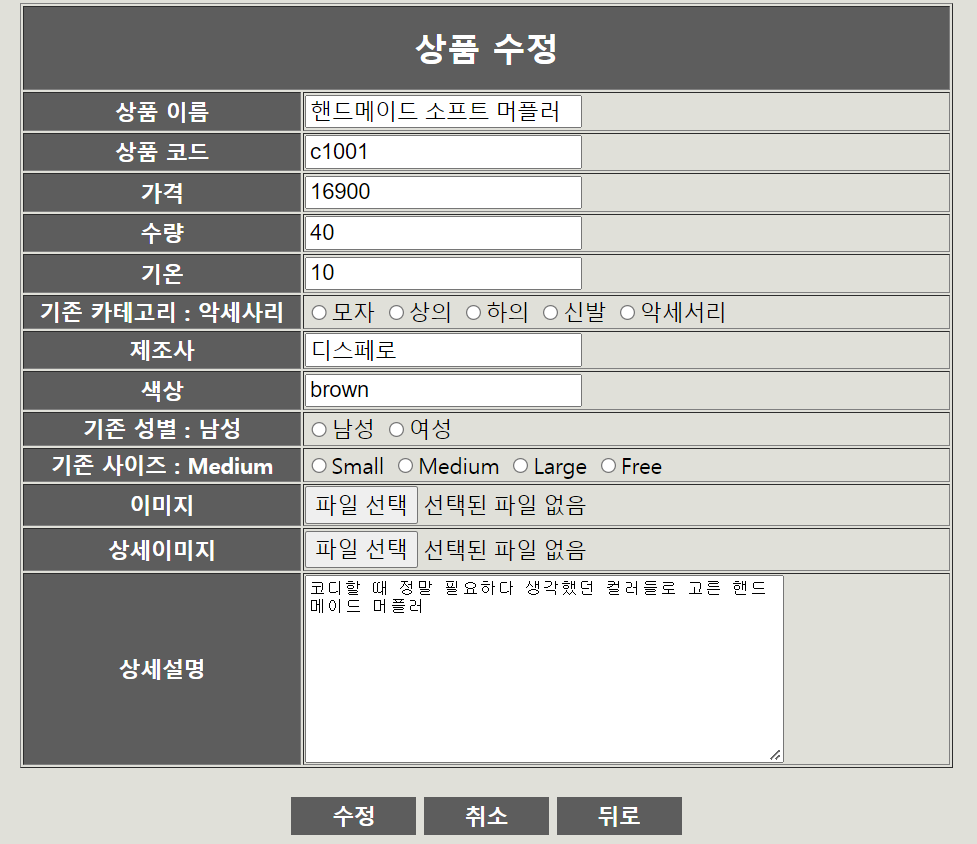 상품 수정
상품 이름 핸드메이드 소프트 머플러
상품 코드 c1001
가격 16900
수량 40
기온 10
기존 카테고리 : 악세사리 모자 상의 하의 신발 악세서리
제조사 디스페로
색상 brown
기존 성별 : 남성 남성 여성
기존 사이즈 : Medium Small Medium Large Free
이미지 파일 선택 선택된 파일 없음
상세이미지 파일 선택 선택된 파일 없음
상세설명
코디할 때 정말 필요하다 생각했던 컬러들로 고른 핸드
메이드 머플러
수정 취소 뒤로